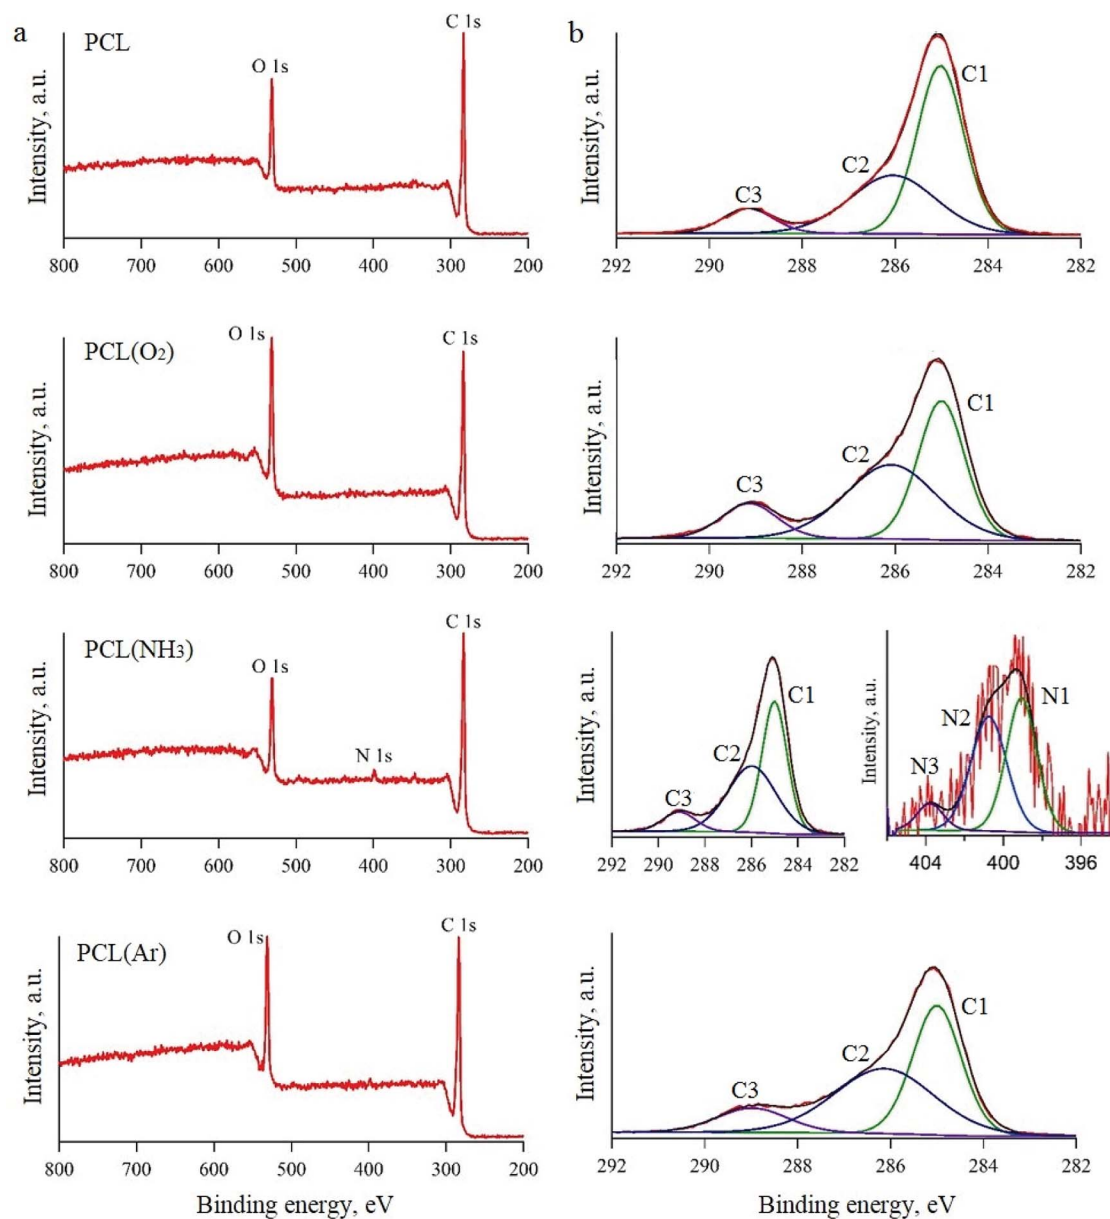 a
PCL
O 1s
C 1s
Intensity, a.u.
800 700 600 500 400 300 200
b
C3
C2
C1
Intensity, a.u.
292 290 288 286 284 282
PCL(O2)
O 1s
C 1s
Intensity, a.u.
800 700 600 500 400 300 200
C3
C2
C1
Intensity, a.u.
292 290 288 286 284 282
PCL(NH3)
O 1s
N 1s
C 1s
Intensity, a.u.
800 700 600 500 400 300 200
C3
C2
C1
Intensity, a.u.
292 290 288 286 284 282
N3
N2
N1
Intensity, a.u.
404 400 396
PCL(Ar)
O 1s
C 1s
Intensity, a.u.
800 700 600 500 400 300 200
Binding energy, eV
C3
C2
C1
Intensity, a.u.
292 290 288 286 284 282
Binding energy, eV